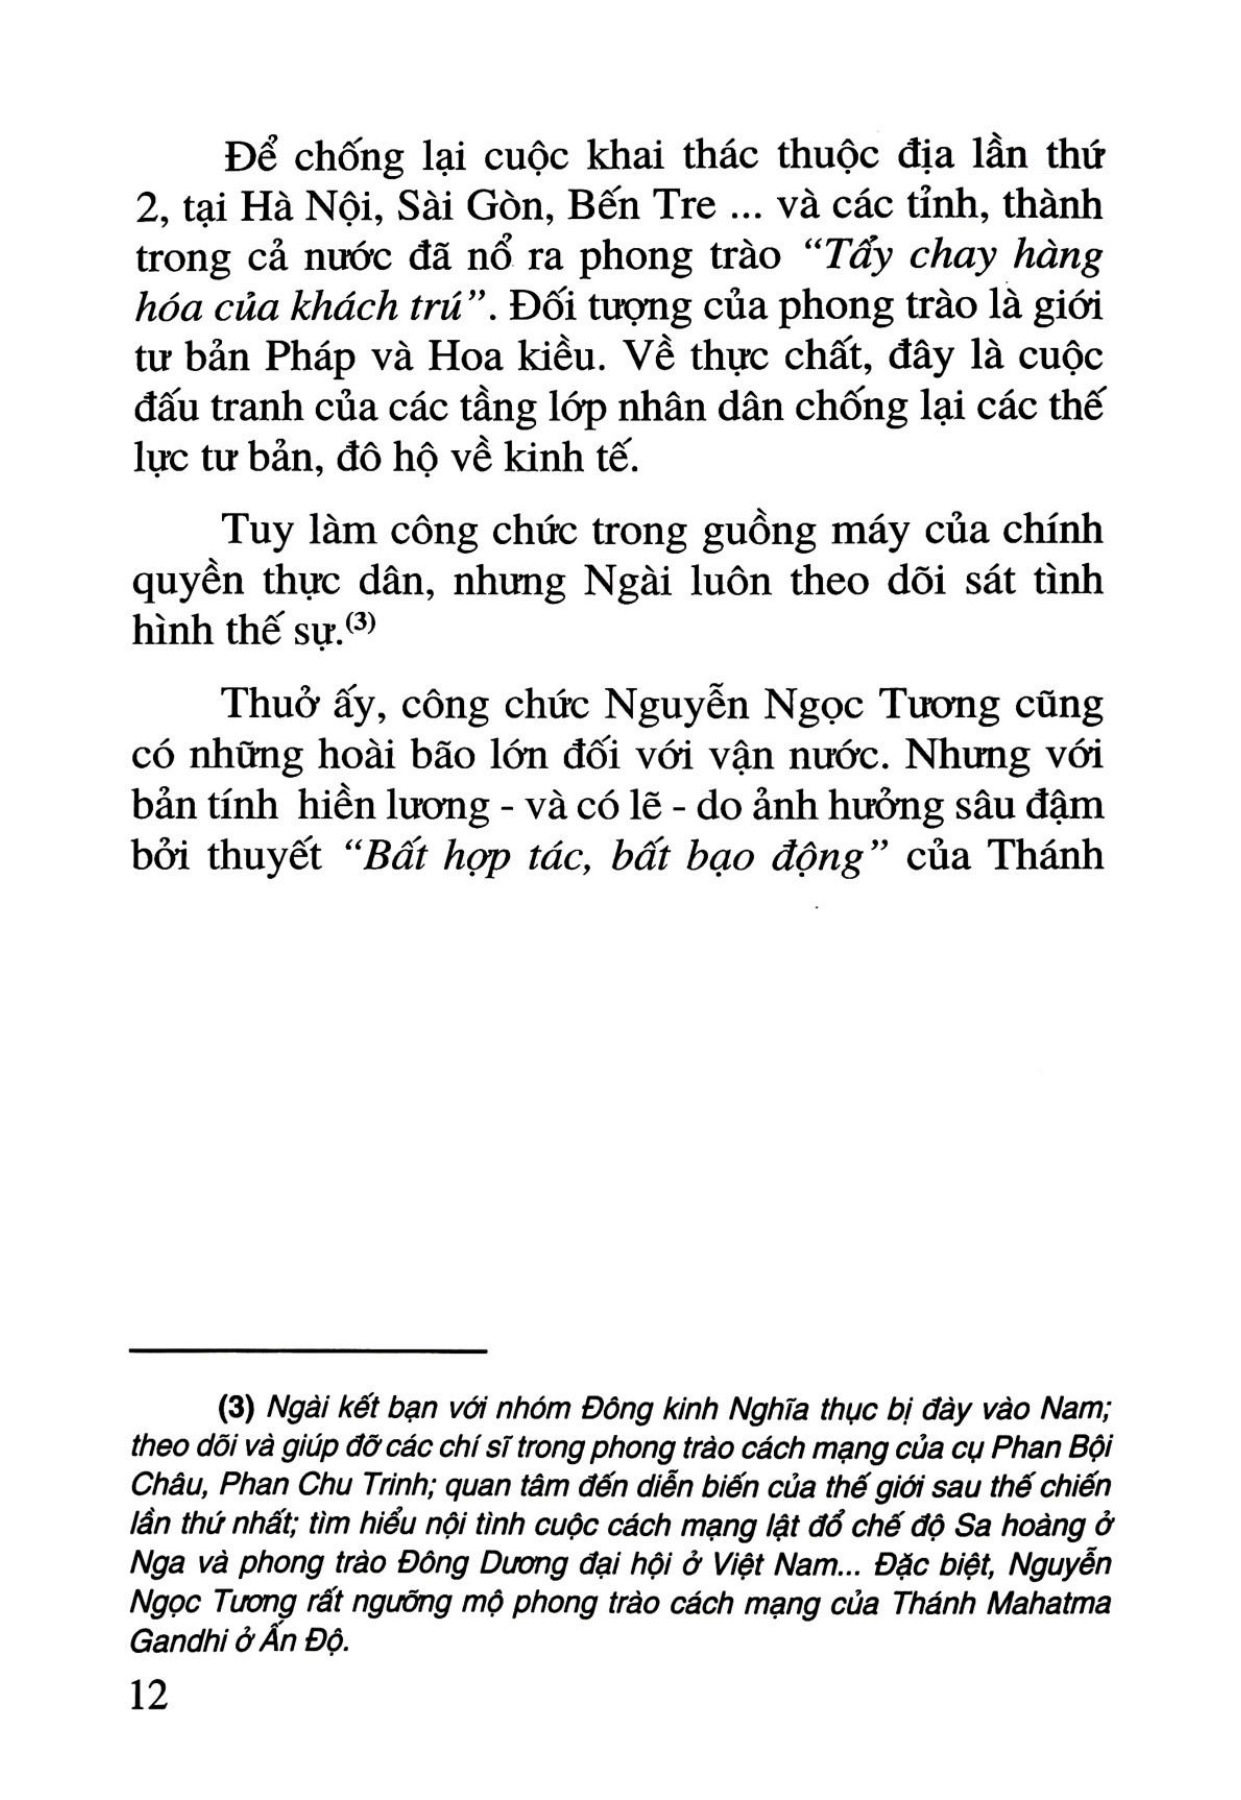 Để chống lại cuộc khai thác thuộc địa lần thứ
2, tại Hà Nội, Sài Gòn, Bến Tre ... và các tỉnh, thành
trong cả nước đã nổ ra phong trào “Tẩy chay hàng
hóa của khách trú”. Đối tượng của phong trào là giới
tư bản Pháp và Hoa kiều. Về thực chất, đây là cuộc
đấu tranh của các tầng lớp nhân dân chống lại các thế
lực tư bản, đô hộ về kinh tế.
Tuy làm công chức trong guồng máy của chính
quyền thực dân, nhưng Ngài luôn theo dõi sát tình
hình thế sự.(3)
Thuở ấy, công chức Nguyễn Ngọc Tương cũng
có những hoài bão lớn đối với vận nước. Nhưng với
bản tính hiền lương - và có lẽ - do ảnh hưởng sâu đậm
bởi thuyết “Bất hợp tác, bất bạo động” của Thánh
(3) Ngài kết bạn với nhóm Đông kinh Nghĩa thục bị đày vào Nam;
theo dõi và giúp đỡ các chí sĩ trong phong trào cách mạng của cụ Phan Bội
Châu, Phan Chu Trinh; quan tâm đến diễn biến của thế giới sau thế chiến
lần thứ nhất; tìm hiểu nội tình cuộc cách mạng lật đổ chế độ Sa hoàng ở
Nga và phong trào Đông Dương đại hội ở Việt Nam... Đặc biệt, Nguyễn
Ngọc Tương rất ngưỡng mộ phong trào cách mạng của Thánh Mahatma
Gandhi ở Ấn Độ.
12